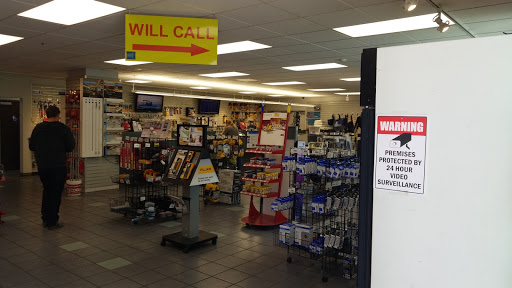 WILL CALL
WARNING
PREMISES
PROTECTED BY
24 HOUR
VIDEO
SURVEILLANCE